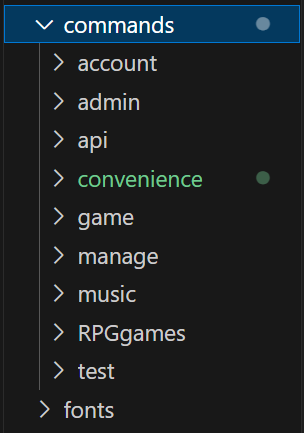 commands
account
admin
api
convenience
game
manage
music
RPGgames
test
fonts